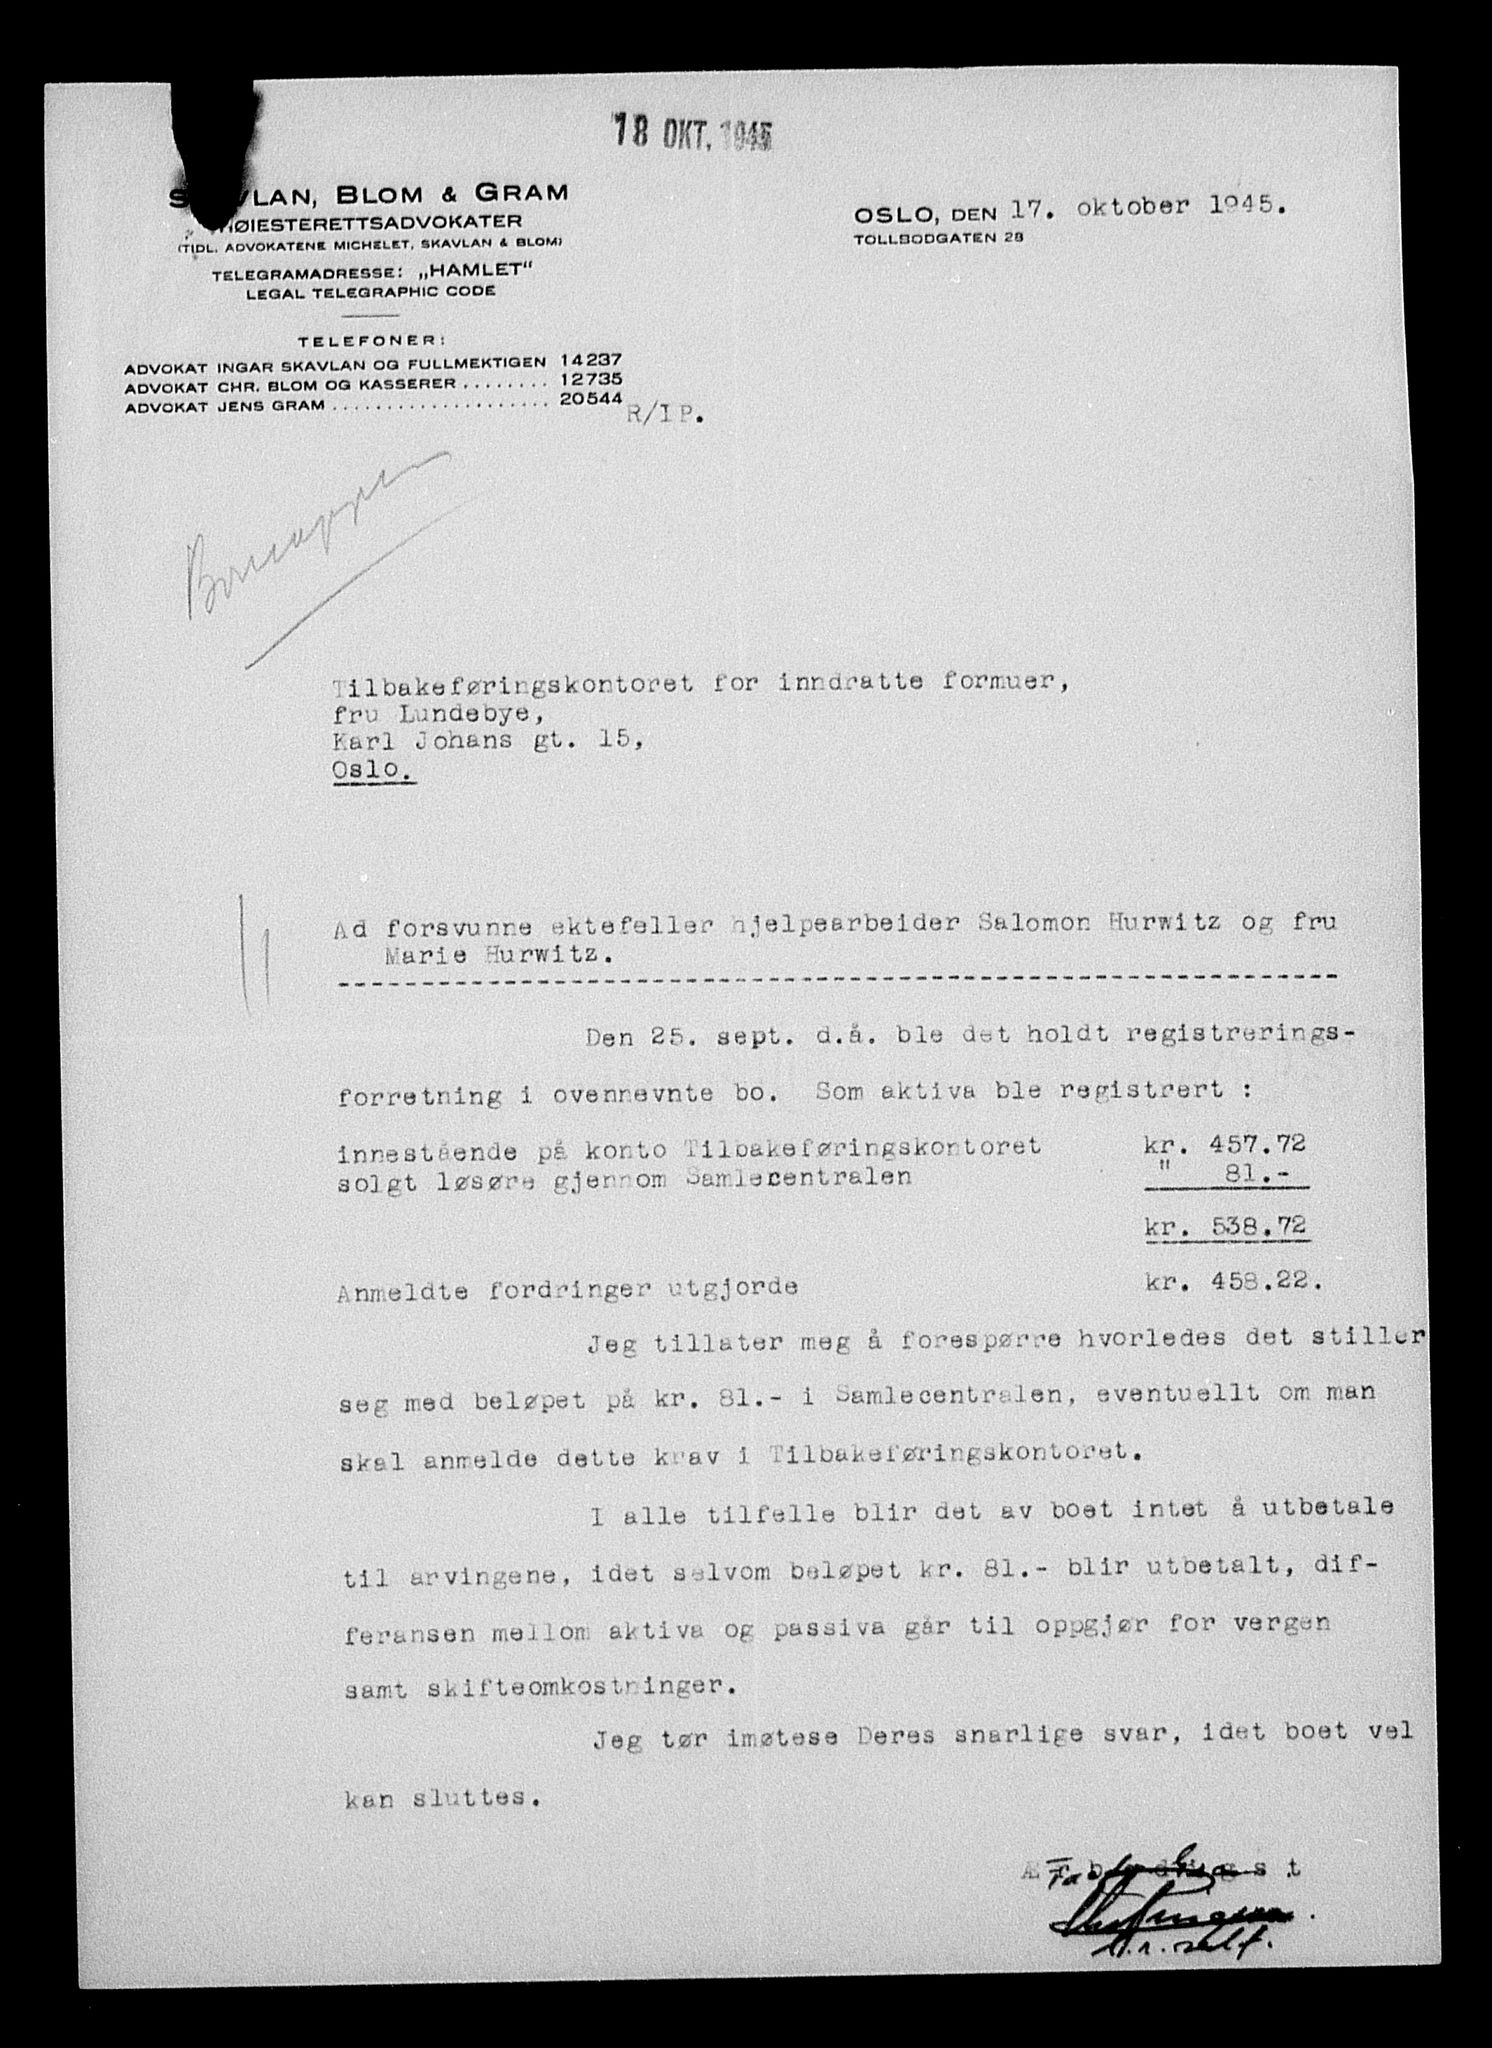 18 OKT. 1945
SKAVLAN, BLOM & GRAM
HØIESTERETTSADVOKATER
(TIDL. ADVOKATENE MICHELET, SKAVLAN & BLOM)
TELEGRAMADRESSE: „HAMLET“
LEGAL TELEGRAPHIC CODE
OSLO, DEN 17. oktober 1945.
TOLLBODGATEN 28
TELEFONER:
ADVOKAT INGAR SKAVLAN OG FULLMEKTIGEN 14237
ADVOKAT CHR. BLOM OG KASSERER ........ 12735
ADVOKAT JENS GRAM .................... 20544
R/IP.
Tilbakeføringskontoret for inndratte formuer,
fru Lundebye,
Karl Johans gt. 15,
Oslo.
Ad forsvunne ektefeller hjelpearbeider Salomon Hurwitz og fru
Marie Hurwitz.
Den 25. sept. d.å. ble det holdt registrerings-
forretning i ovennevnte bo. Som aktiva ble registrert :
innestående på konto Tilbakeføringskontoret kr. 457.72
solgt løsøre gjennom Samlecentralen " 81.-
kr. 538.72
Anmeldte fordringer utgjorde kr. 458.22.
Jeg tillater meg å forespørre hvorledes det stiller
seg med beløpet på kr. 81.- i Samlecentralen, eventuellt om man
skal anmelde dette krav i Tilbakeføringskontoret.
I alle tilfelle blir det av boet intet å utbetale
til arvingene, idet selvom beløpet kr. 81.- blir utbetalt, dif-
feransen mellom aktiva og passiva går til oppgjør for vergen
samt skifteomkostninger.
Jeg tør imøtese Deres snarlige svar, idet boet vel
kan sluttes.
Ærbødigst